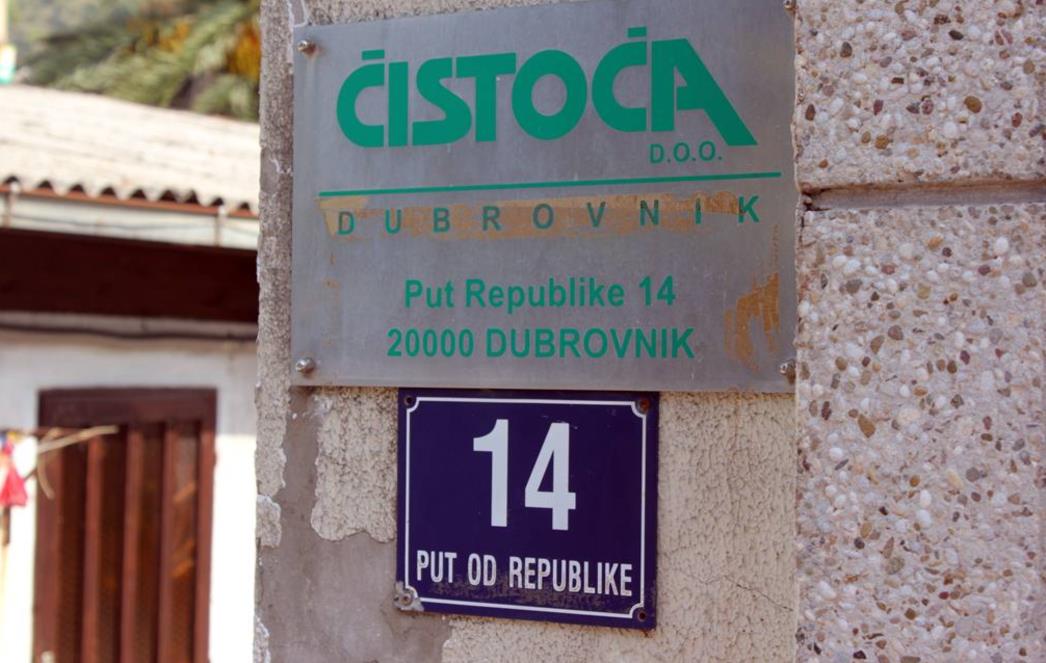 ČISTOĆA
D.O.O.
DUBROVNIK
Put Republike 14
20000 DUBROVNIK
14
PUT OD REPUBLIKE